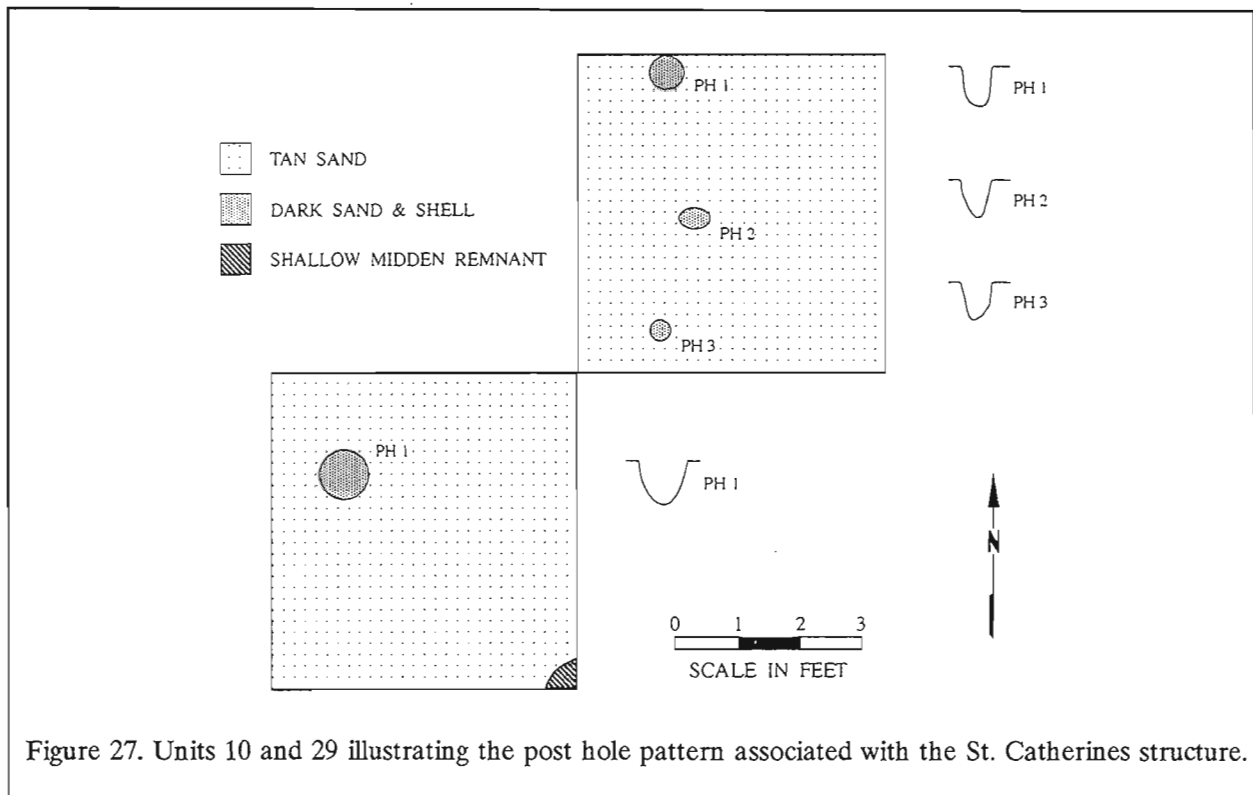 PH 1
PH 1
TAN SAND
DARK SAND & SHELL
PH 2
PH 2
SHALLOW MIDDEN REMNANT
PH 3
PH 3
PH 1
PH 1
N
0 1 2 3
SCALE IN FEET
Figure 27. Units 10 and 29 illustrating the post hole pattern associated with the St. Catherines structure.